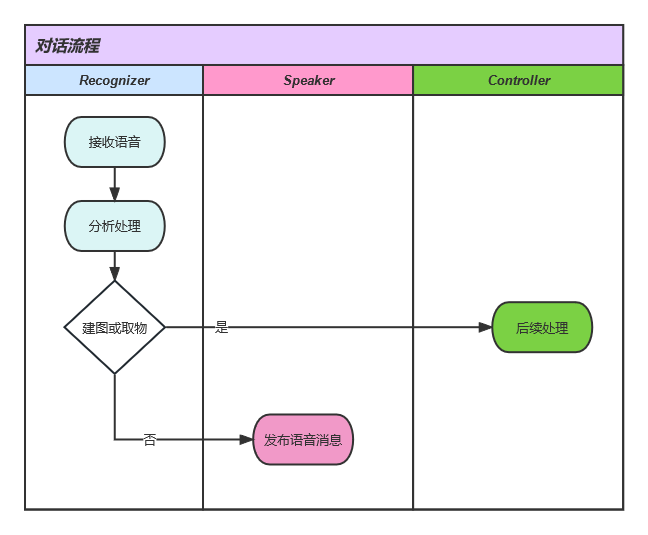 对话流程
Recognizer
Speaker
Controller
接收语音
分析处理
建图或取物
是
后续处理
否
发布语音消息